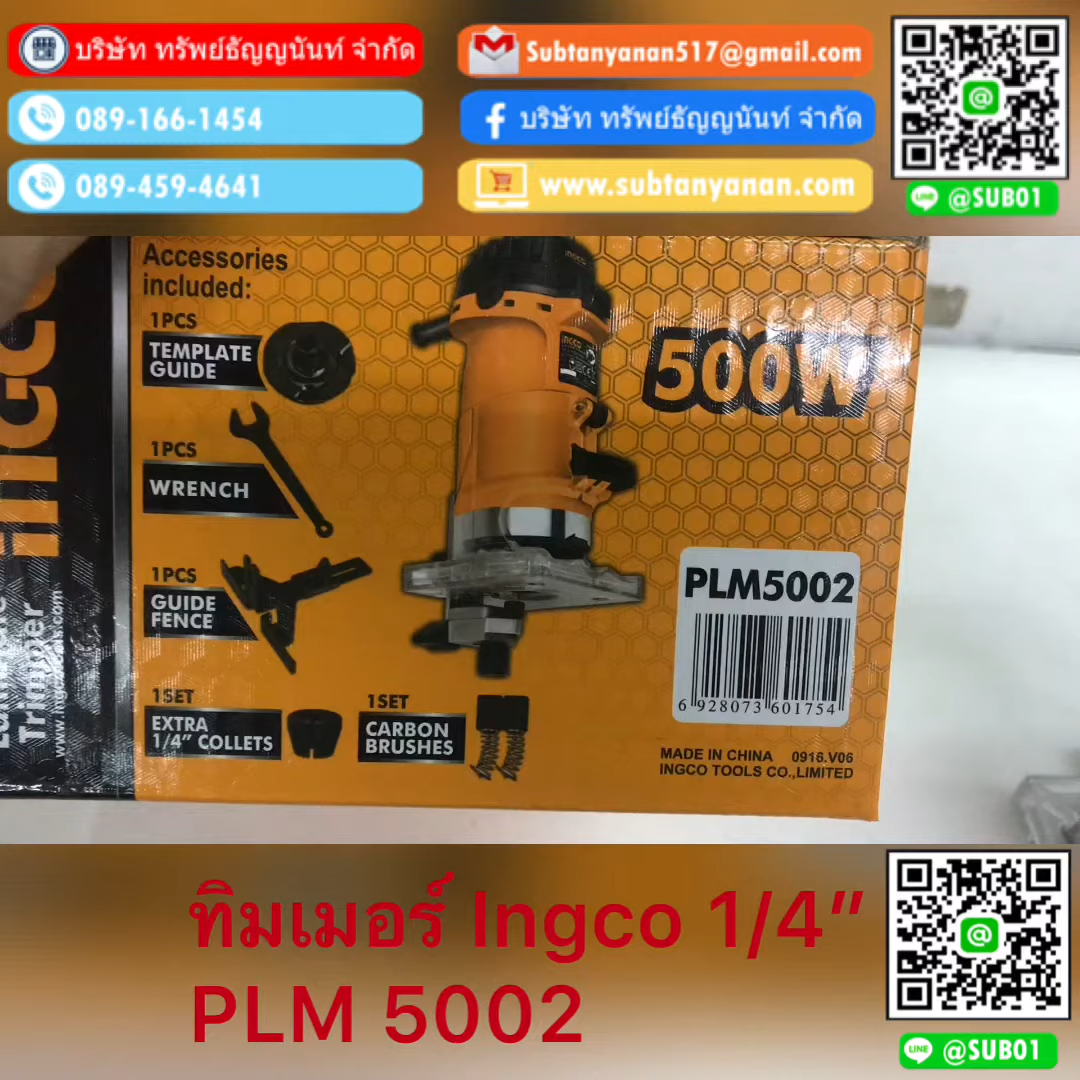 บริษัท ทรัพย์ธัญญนันท์ จำกัด
Subtanyanan517@gmail.com
089-166-1454
บริษัท ทรัพย์ธัญญนันท์ จำกัด
089-459-4641
www.subtanyanan.com
LINE @SUB01
Accessories
included:
1PCS
TEMPLATE
GUIDE
1PCS
WRENCH
1PCS
GUIDE
FENCE
1SET
EXTRA
1/4" COLLETS
1SET
CARBON
BRUSHES
INGCO
INGCO
500W
PLM5002
6 928073 601754
MADE IN CHINA 0916.V06
INGCO TOOLS CO.,LIMITED
Trimmer
ทิมเมอร์ Ingco 1/4”
PLM 5002
LINE @SUB01